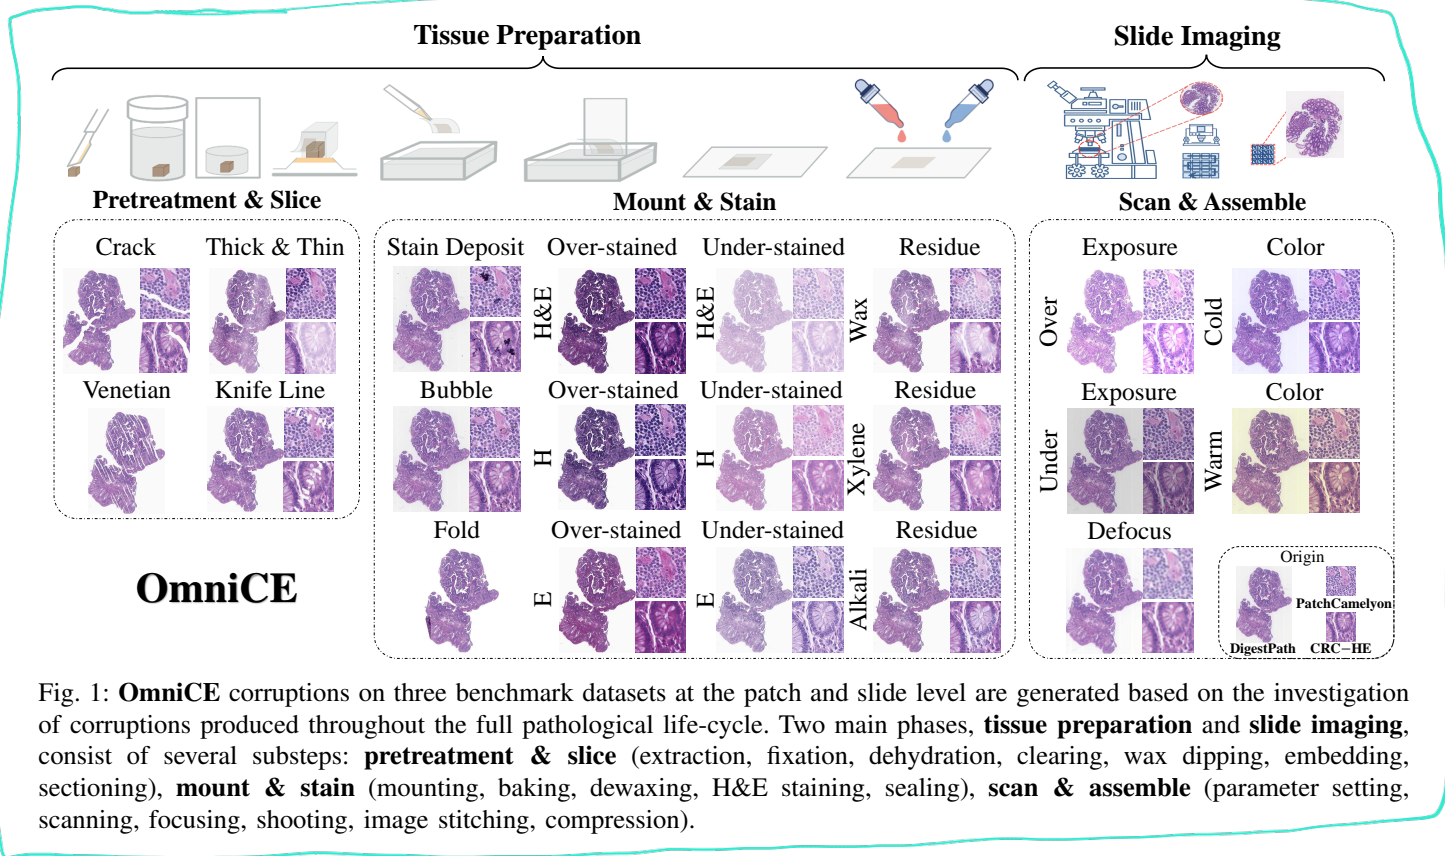 Tissue Preparation
Slide Imaging
Pretreatment & Slice
Mount & Stain
Scan & Assemble
Crack
Thick & Thin
Venetian
Knife Line
OmniCE
Stain Deposit
Over-stained
Under-stained
Residue
H&E
H&E
Wax
Bubble
Over-stained
Under-stained
Residue
H
H
Xylene
Fold
Over-stained
Under-stained
Residue
E
E
Alkali
Exposure
Color
Over
Cold
Exposure
Color
Under
Warm
Defocus
Origin
PatchCamelyon
DigestPath
CRC−HE
Fig. 1: OmniCE corruptions on three benchmark datasets at the patch and slide level are generated based on the investigation
of corruptions produced throughout the full pathological life-cycle. Two main phases, tissue preparation and slide imaging,
consist of several substeps: pretreatment & slice (extraction, fixation, dehydration, clearing, wax dipping, embedding,
sectioning), mount & stain (mounting, baking, dewaxing, H&E staining, sealing), scan & assemble (parameter setting,
scanning, focusing, shooting, image stitching, compression).